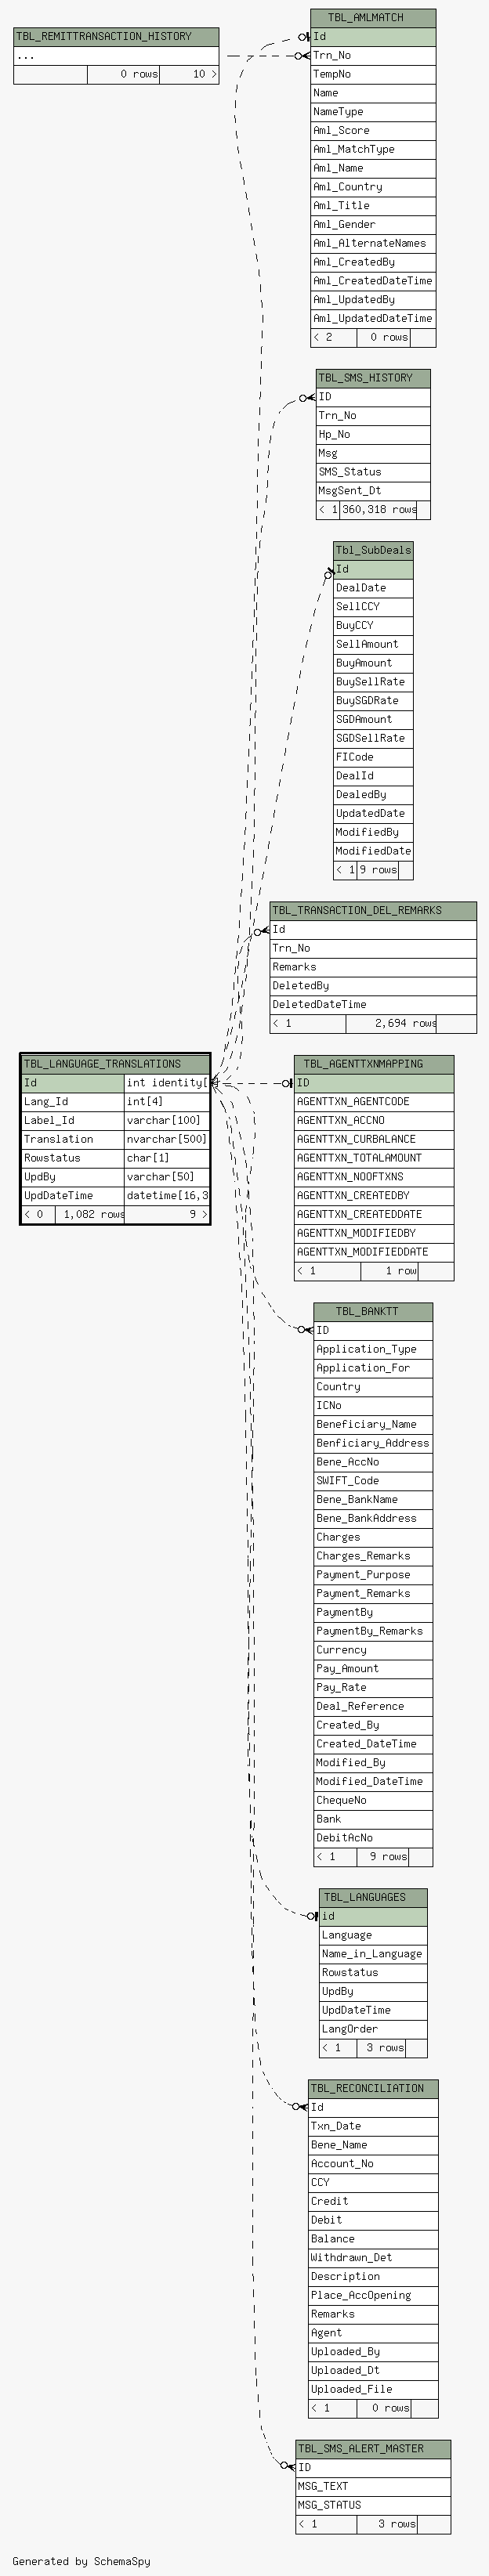 TBL_REMITTRANSACTION_HISTORY
...
0 rows 10 >
TBL_AMLMATCH
Id
Trn_No
TempNo
Name
NameType
Aml_Score
Aml_MatchType
Aml_Name
Aml_Country
Aml_Title
Aml_Gender
Aml_AlternateNames
Aml_CreatedBy
Aml_CreatedDateTime
Aml_UpdatedBy
Aml_UpdatedDateTime
< 2 0 rows
TBL_SMS_HISTORY
ID
Trn_No
Hp_No
Msg
SMS_Status
MsgSent_Dt
< 1 360,318 rows
Tbl_SubDeals
Id
DealDate
SellCCY
BuyCCY
SellAmount
BuyAmount
BuySellRate
BuySGDRate
SGDAmount
SGDSellRate
FICode
DealId
DealedBy
UpdatedDate
ModifiedBy
ModifiedDate
< 1 9 rows
TBL_TRANSACTION_DEL_REMARKS
Id
Trn_No
Remarks
DeletedBy
DeletedDateTime
< 1 2,694 rows
TBL_LANGUAGE_TRANSLATIONS
Id int identity[
Lang_Id int[4]
Label_Id varchar[100]
Translation nvarchar[500]
Rowstatus char[1]
UpdBy varchar[50]
UpdDateTime datetime[16,3
< 0 1,082 rows 9 >
TBL_AGENTTXNMAPPING
ID
AGENTTXN_AGENTCODE
AGENTTXN_ACCNO
AGENTTXN_CURBALANCE
AGENTTXN_TOTALAMOUNT
AGENTTXN_NOOFTXNS
AGENTTXN_CREATEDBY
AGENTTXN_CREATEDDATE
AGENTTXN_MODIFIEDBY
AGENTTXN_MODIFIEDDATE
< 1 1 row
TBL_BANKTT
ID
Application_Type
Application_For
Country
ICNo
Beneficiary_Name
Benficiary_Address
Bene_AccNo
SWIFT_Code
Bene_BankName
Bene_BankAddress
Charges
Charges_Remarks
Payment_Purpose
Payment_Remarks
PaymentBy
PaymentBy_Remarks
Currency
Pay_Amount
Pay_Rate
Deal_Reference
Created_By
Created_DateTime
Modified_By
Modified_DateTime
ChequeNo
Bank
DebitAcNo
< 1 9 rows
TBL_LANGUAGES
id
Language
Name_in_Language
Rowstatus
UpdBy
UpdDateTime
LangOrder
< 1 3 rows
TBL_RECONCILIATION
Id
Txn_Date
Bene_Name
Account_No
CCY
Credit
Debit
Balance
Withdrawn_Det
Description
Place_AccOpening
Remarks
Agent
Uploaded_By
Uploaded_Dt
Uploaded_File
< 1 0 rows
TBL_SMS_ALERT_MASTER
ID
MSG_TEXT
MSG_STATUS
< 1 3 rows
Generated by SchemaSpy